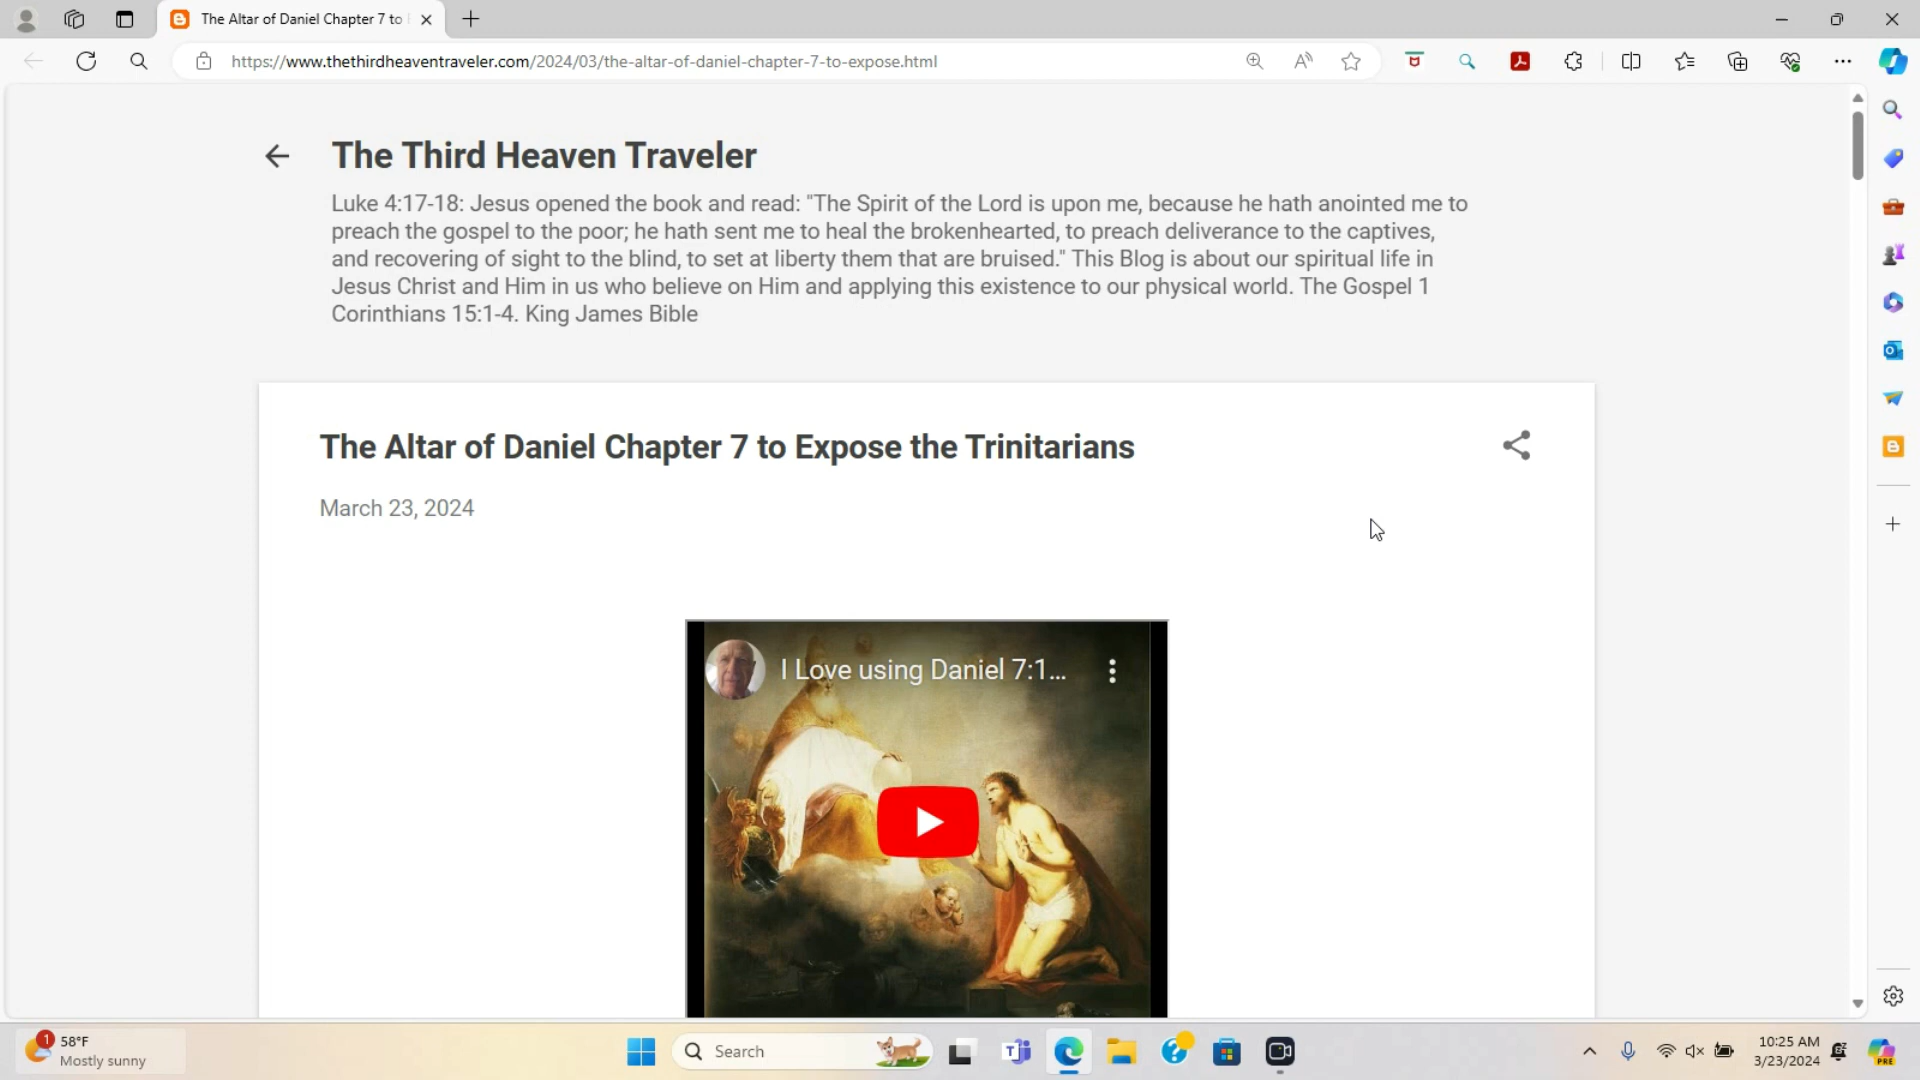 The Altar of Daniel Chapter 7 to
https://www.thethirdheaventraveler.com/2024/03/the-altar-of-daniel-chapter-7-to-expose.html
The Third Heaven Traveler
Luke 4:17-18: Jesus opened the book and read: "The Spirit of the Lord is upon me, because he hath anointed me to
preach the gospel to the poor; he hath sent me to heal the brokenhearted, to preach deliverance to the captives,
and recovering of sight to the blind, to set at liberty them that are bruised." This Blog is about our spiritual life in
Jesus Christ and Him in us who believe on Him and applying this existence to our physical world. The Gospel 1
Corinthians 15:1-4. King James Bible
The Altar of Daniel Chapter 7 to Expose the Trinitarians
March 23, 2024
I Love using Daniel 7:1...
1
58°F
Mostly sunny
Search
10:25 AM
3/23/2024
PRE